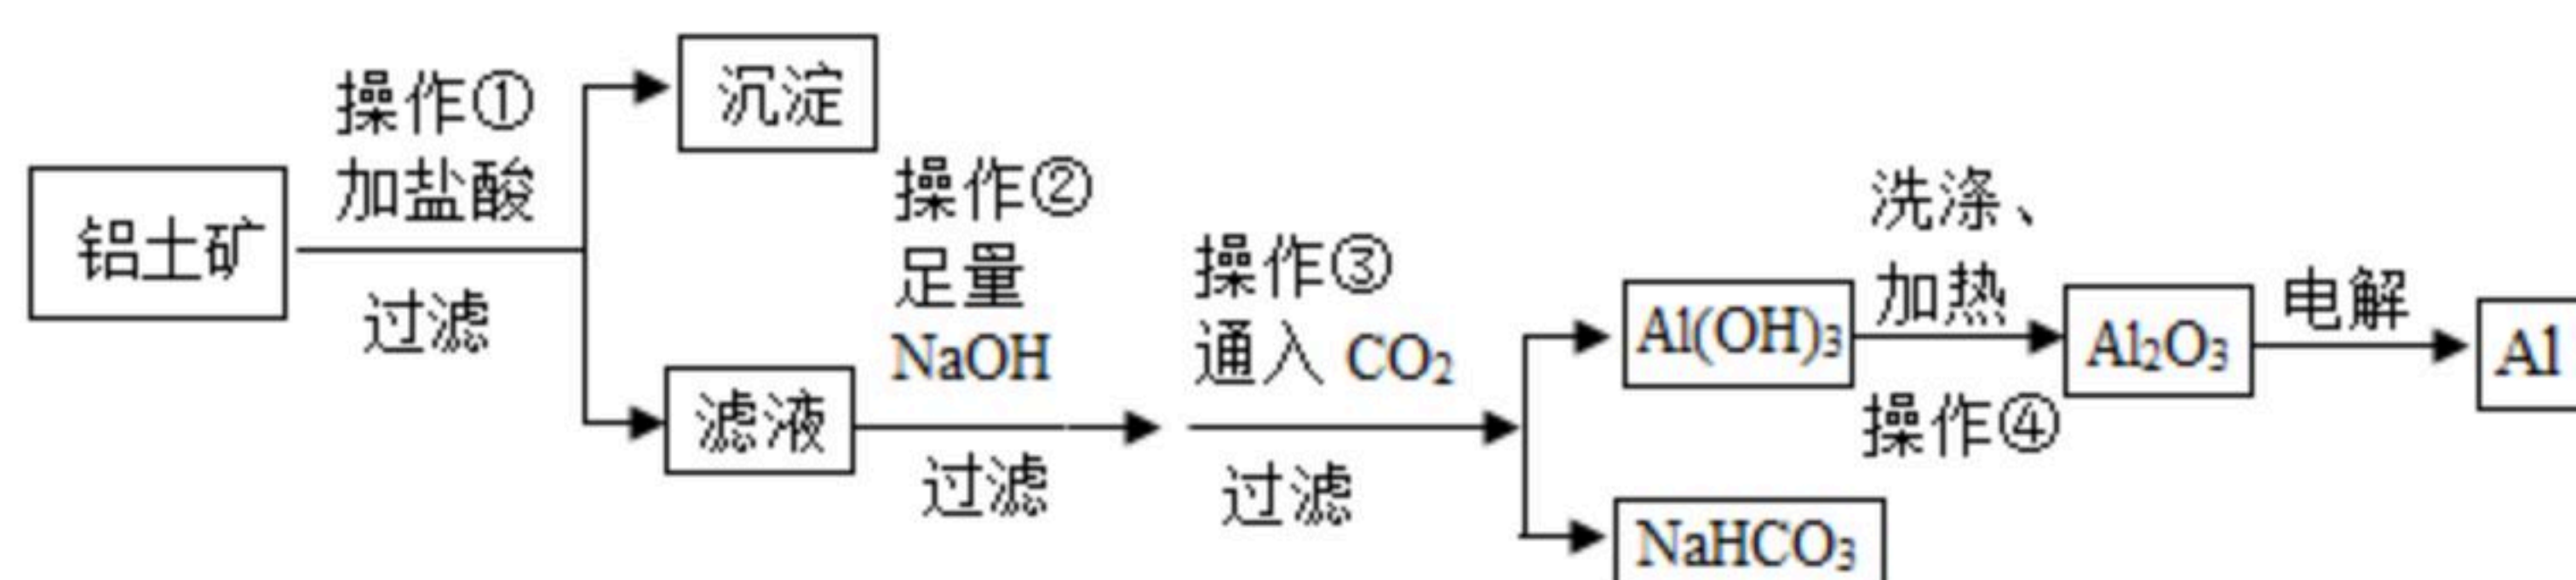 铝土矿
操作①
加盐酸
过滤
沉淀
滤液
操作②
足量
NaOH
过滤
操作③
通入 CO₂
过滤
Al(OH)₃
NaHCO₃
洗涤、
加热
操作④
Al₂O₃
电解
Al